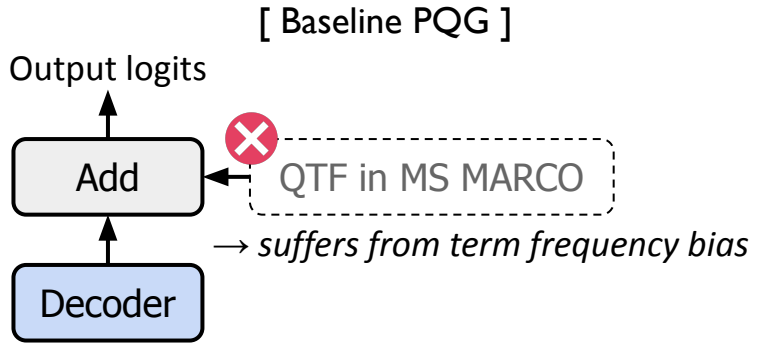 [ Baseline PQG ]
Output logits
Add
QTF in MS MARCO
→ suffers from term frequency bias
Decoder